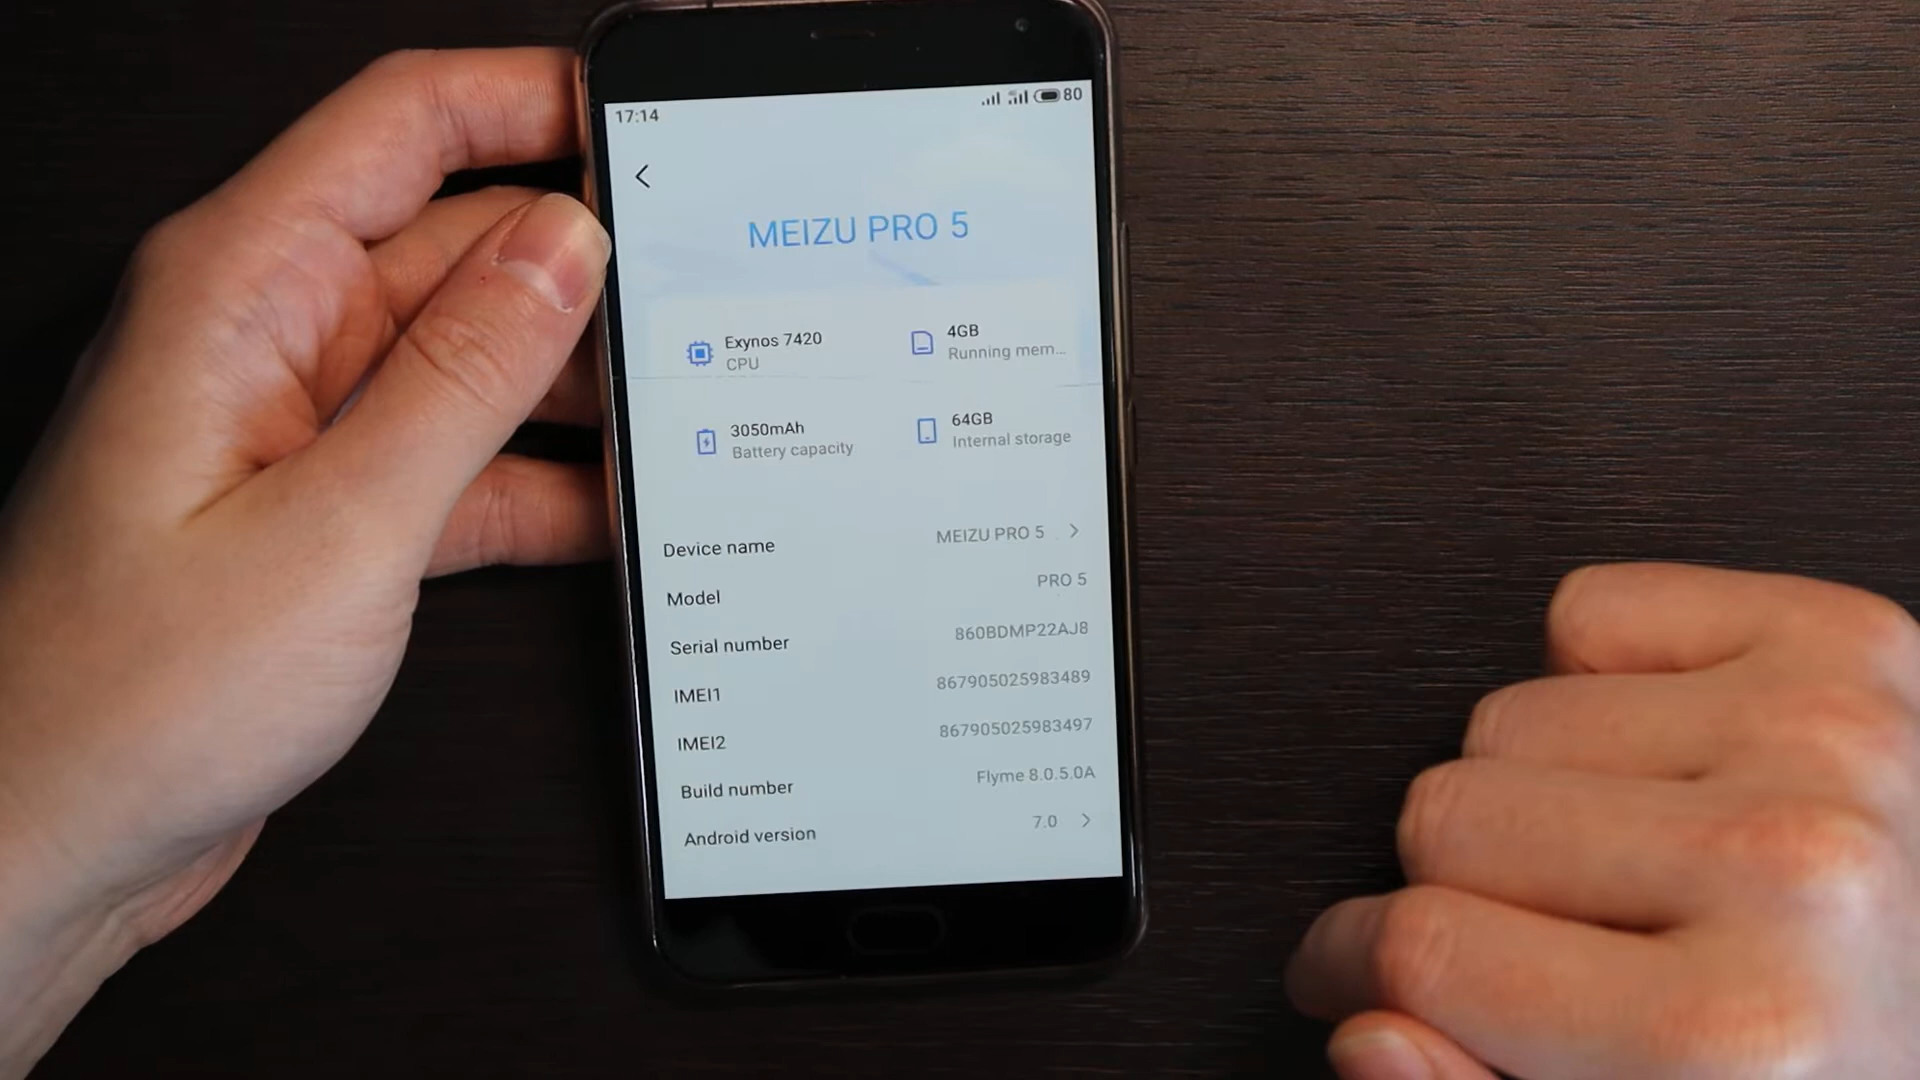 17:14
80
MEIZU PRO 5
Exynos 7420
CPU
4GB
Running mem...
3050mAh
Battery capacity
64GB
Internal storage
Device name MEIZU PRO 5
Model PRO 5
Serial number 860BDMP22AJ8
IMEI1 867905025983489
IMEI2 867905025983497
Build number Flyme 8.0.5.0A
Android version 7.0